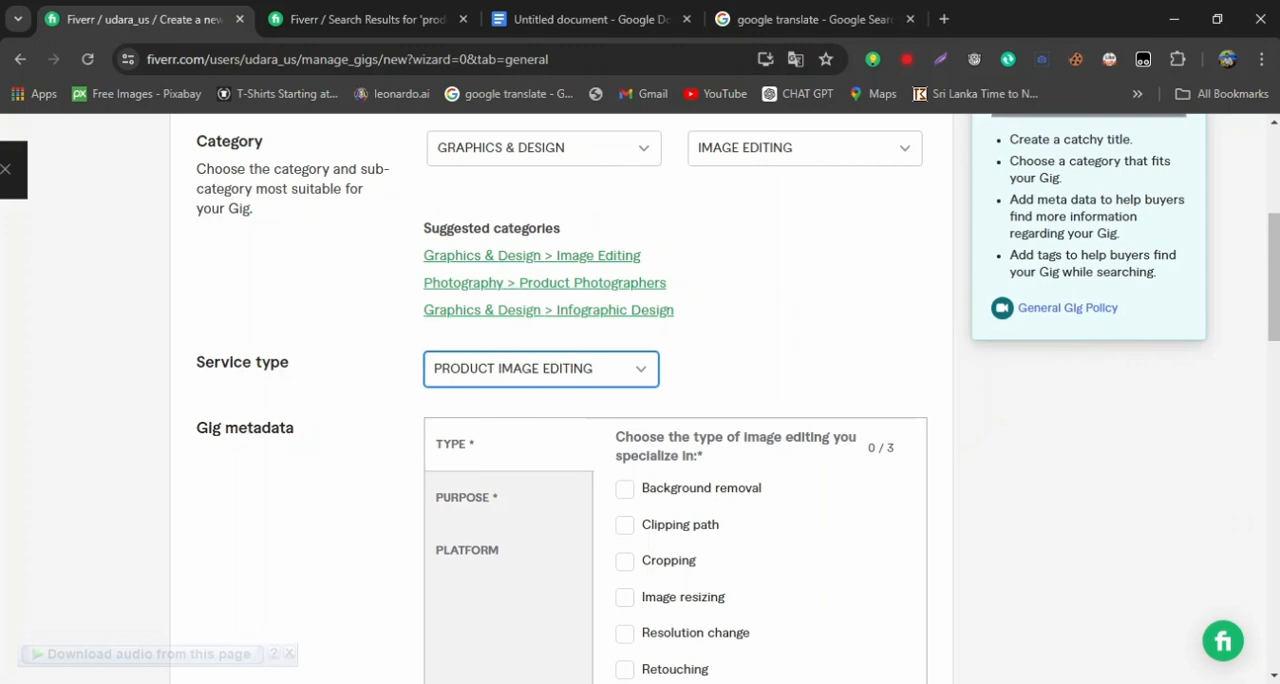 Fiverr / udara_us / Create a new
Fiverr / Search Results for 'prod
Untitled document - Google Do
google translate - Google Sear
fiverr.com/users/udara_us/manage_gigs/new?wizard=0&tab=general
Apps
Free Images - Pixabay
T-Shirts Starting at...
leonardo.ai
google translate - G...
Gmail
YouTube
CHAT GPT
Maps
Sri Lanka Time to N...
All Bookmarks
Category
Choose the category and sub-
category most suitable for
your Gig.
GRAPHICS & DESIGN
IMAGE EDITING
Suggested categories
Graphics & Design > Image Editing
Photography > Product Photographers
Graphics & Design > Infographic Design
Service type
PRODUCT IMAGE EDITING
Gig metadata
TYPE *
PURPOSE *
PLATFORM
Choose the type of image editing you
specialize in:*
0 / 3
Background removal
Clipping path
Cropping
Image resizing
Resolution change
Retouching
• Create a catchy title.
• Choose a category that fits
your Gig.
• Add meta data to help buyers
find more information
regarding your Gig.
• Add tags to help buyers find
your Gig while searching.
General Gig Policy
Download audio from this page
? X
fi